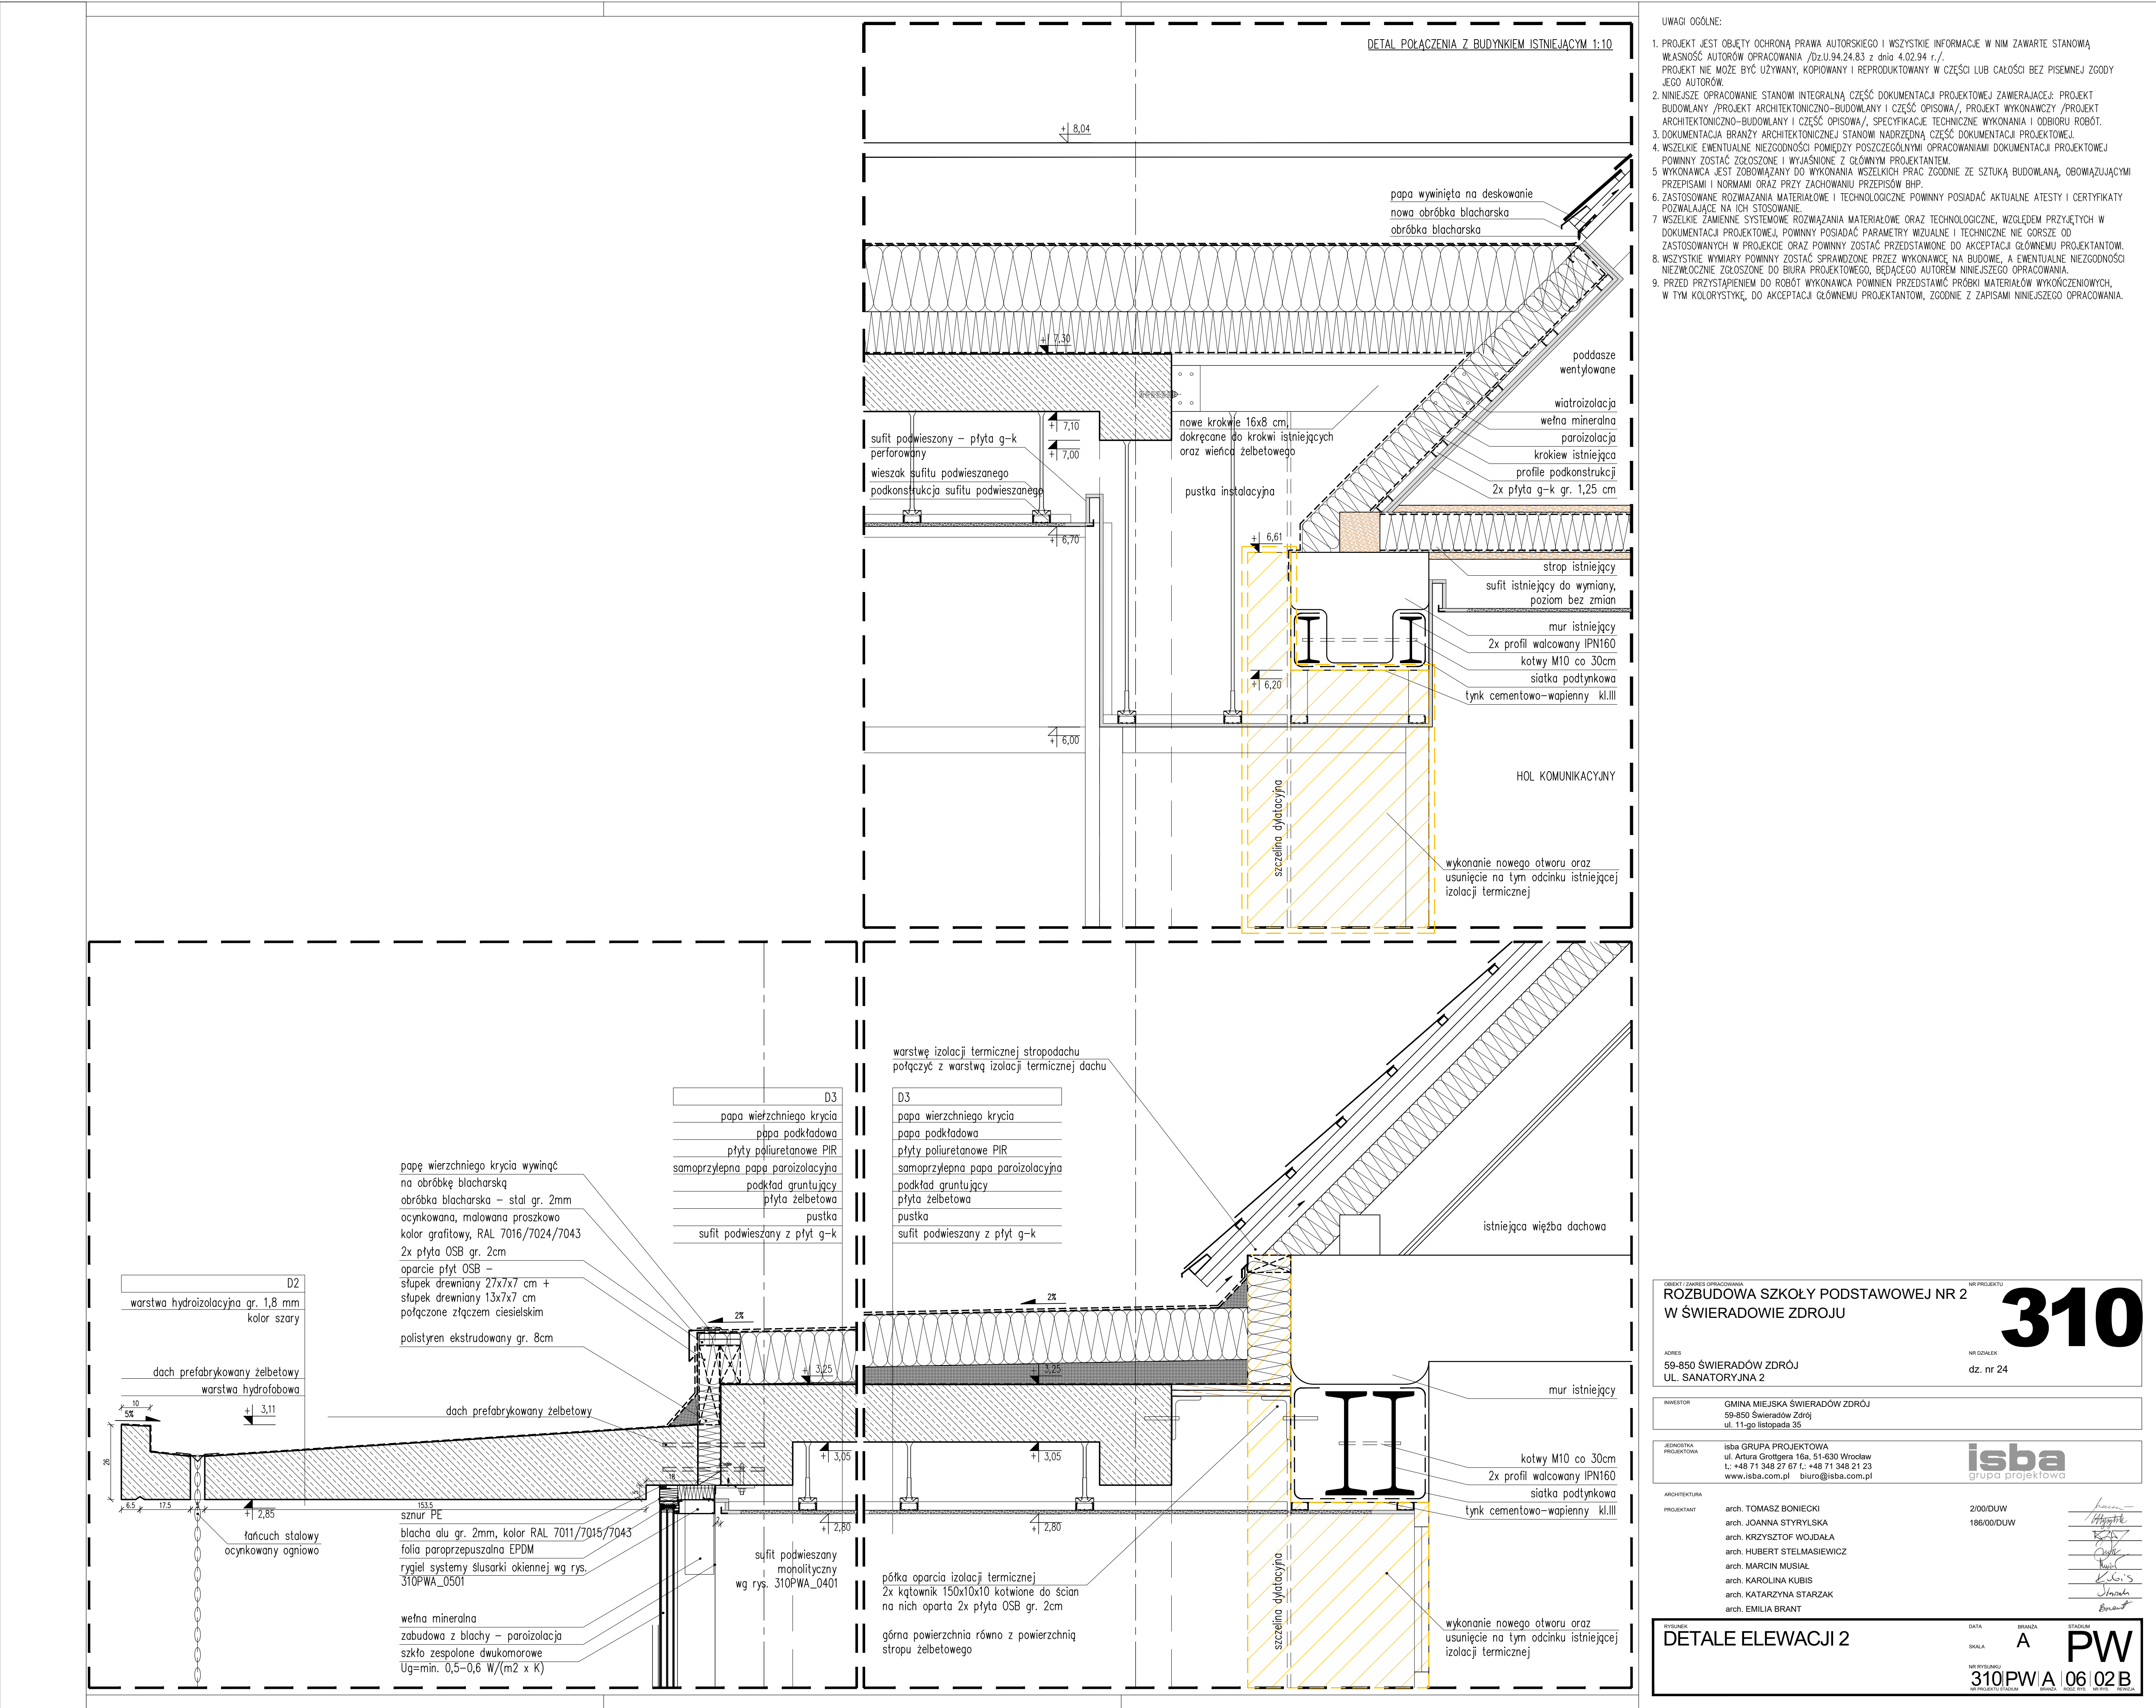 DETAL POŁĄCZENIA Z BUDYNKIEM ISTNIEJĄCYM 1:10
+ 8,04
papa wywinięta na deskowanie
nowa obróbka blacharska
obróbka blacharska
+ 7,30
poddasze
wentylowane
+ 7,10
+ 7,00
nowe krokwie 16x8 cm,
dokręcane do krokwi istniejących
oraz wieńca żelbetowego
sufit podwieszony – płyta g–k
perforowany
wieszak sufitu podwieszanego
podkonstrukcja sufitu podwieszanego
pustka instalacyjna
wiatroizolacja
wełna mineralna
paroizolacja
krokiew istniejąca
profile podkonstrukcji
2x płyta g–k gr. 1,25 cm
+ 6,70
+ 6,61
strop istniejący
sufit istniejący do wymiany,
poziom bez zmian
mur istniejący
2x profil walcowany IPN160
kotwy M10 co 30cm
siatka podtynkowa
tynk cementowo–wapienny kl.III
+ 6,20
+ 6,00
HOL KOMUNIKACYJNY
szczelina dylatacyjna
wykonanie nowego otworu oraz
usunięcie na tym odcinku istniejącej
izolacji termicznej
warstwę izolacji termicznej stropodachu
połączyć z warstwą izolacji termicznej dachu
D3
papa wierzchniego krycia
papa podkładowa
płyty poliuretanowe PIR
samoprzylepna papa paroizolacyjna
podkład gruntujący
płyta żelbetowa
pustka
sufit podwieszany z płyt g–k
D3
papa wierzchniego krycia
papa podkładowa
płyty poliuretanowe PIR
samoprzylepna papa paroizolacyjna
podkład gruntujący
płyta żelbetowa
pustka
sufit podwieszany z płyt g–k
papę wierzchniego krycia wywinąć
na obróbkę blacharską
obróbka blacharska – stal gr. 2mm
ocynkowana, malowana proszkowo
kolor grafitowy, RAL 7016/7024/7043
2x płyta OSB gr. 2cm
oparcie płyt OSB –
słupek drewniany 27x7x7 cm +
słupek drewniany 13x7x7 cm
połączone złączem ciesielskim
polistyren ekstrudowany gr. 8cm
dach prefabrykowany żelbetowy
D2
warstwa hydroizolacyjna gr. 1,8 mm
kolor szary
dach prefabrykowany żelbetowy
warstwa hydrofobowa
10
5%
+ 3,11
26
6.5
17.5
5
153.5
18
5
2
+ 2,85
2%
2%
+ 3,25
+ 3,25
+ 3,05
+ 3,05
+ 2,80
+ 2,80
łańcuch stalowy
ocynkowany ogniowo
sznur PE
blacha alu gr. 2mm, kolor RAL 7011/7015/7043
folia paroprzepuszalna EPDM
rygiel systemy ślusarki okiennej wg rys.
310PWA_0501
wełna mineralna
zabudowa z blachy – paroizolacja
szkło zespolone dwukomorowe
Ug=min. 0,5–0,6 W/(m2 x K)
sufit podwieszany
monolityczny
wg rys. 310PWA_0401
półka oparcia izolacji termicznej
2x kątownik 150x10x10 kotwione do ścian
na nich oparta 2x płyta OSB gr. 2cm
górna powierzchnia równo z powierzchnią
stropu żelbetowego
istniejąca więźba dachowa
mur istniejący
kotwy M10 co 30cm
2x profil walcowany IPN160
siatka podtynkowa
tynk cementowo–wapienny kl.III
szczelina dylatacyjna
wykonanie nowego otworu oraz
usunięcie na tym odcinku istniejącej
izolacji termicznej
UWAGI OGÓLNE:
1. PROJEKT JEST OBJĘTY OCHRONĄ PRAWA AUTORSKIEGO I WSZYSTKIE INFORMACJE W NIM ZAWARTE STANOWIĄ
WŁASNOŚĆ AUTORÓW OPRACOWANIA /Dz.U.94.24.83 z dnia 4.02.94 r./.
PROJEKT NIE MOŻE BYĆ UŻYWANY, KOPIOWANY I REPRODUKTOWANY W CZĘŚCI LUB CAŁOŚCI BEZ PISEMNEJ ZGODY
JEGO AUTORÓW.
2. NINIEJSZE OPRACOWANIE STANOWI INTEGRALNĄ CZĘŚĆ DOKUMENTACJI PROJEKTOWEJ ZAWIERAJACEJ: PROJEKT
BUDOWLANY /PROJEKT ARCHITEKTONICZNO–BUDOWLANY I CZĘŚĆ OPISOWA/, PROJEKT WYKONAWCZY /PROJEKT
ARCHITEKTONICZNO–BUDOWLANY I CZĘŚĆ OPISOWA/, SPECYFIKACJE TECHNICZNE WYKONANIA I ODBIORU ROBÓT.
3. DOKUMENTACJA BRANŻY ARCHITEKTONICZNEJ STANOWI NADRZĘDNĄ CZĘŚĆ DOKUMENTACJI PROJEKTOWEJ.
4. WSZELKIE EWENTUALNE NIEZGODNOŚCI POMIĘDZY POSZCZEGÓLNYMI OPRACOWANIAMI DOKUMENTACJI PROJEKTOWEJ
POWINNY ZOSTAĆ ZGŁOSZONE I WYJAŚNIONE Z GŁÓWNYM PROJEKTANTEM.
5 WYKONAWCA JEST ZOBOWIĄZANY DO WYKONANIA WSZELKICH PRAC ZGODNIE ZE SZTUKĄ BUDOWLANĄ, OBOWIĄZUJĄCYMI
PRZEPISAMI I NORMAMI ORAZ PRZY ZACHOWANIU PRZEPISÓW BHP.
6. ZASTOSOWANE ROZWIAZANIA MATERIAŁOWE I TECHNOLOGICZNE POWINNY POSIADAĆ AKTUALNE ATESTY I CERTYFIKATY
POZWALAJĄCE NA ICH STOSOWANIE.
7 WSZELKIE ZAMIENNE SYSTEMOWE ROZWIĄZANIA MATERIAŁOWE ORAZ TECHNOLOGICZNE, WZGLĘDEM PRZYJĘTYCH W
DOKUMENTACJI PROJEKTOWEJ, POWINNY POSIADAĆ PARAMETRY WIZUALNE I TECHNICZNE NIE GORSZE OD
ZASTOSOWANYCH W PROJEKCIE ORAZ POWINNY ZOSTAĆ PRZEDSTAWIONE DO AKCEPTACJI GŁÓWNEMU PROJEKTANTOWI.
8. WSZYSTKIE WYMIARY POWINNY ZOSTAĆ SPRAWDZONE PRZEZ WYKONAWCĘ NA BUDOWIE, A EWENTUALNE NIEZGODNOŚCI
NIEZWŁOCZNIE ZGŁOSZONE DO BIURA PROJEKTOWEGO, BĘDĄCEGO AUTOREM NINIEJSZEGO OPRACOWANIA.
9. PRZED PRZYSTĄPIENIEM DO ROBÓT WYKONAWCA POWINIEN PRZEDSTAWIĆ PRÓBKI MATERIAŁÓW WYKOŃCZENIOWYCH,
W TYM KOLORYSTYKĘ, DO AKCEPTACJI GŁÓWNEMU PROJEKTANTOWI, ZGODNIE Z ZAPISAMI NINIEJSZEGO OPRACOWANIA.
OBIEKT / ZAKRES OPRACOWANIA
ROZBUDOWA SZKOŁY PODSTAWOWEJ NR 2
W ŚWIERADOWIE ZDROJU
NR PROJEKTU
310
ADRES
59-850 ŚWIERADÓW ZDRÓJ
UL. SANATORYJNA 2
NR DZIAŁEK
dz. nr 24
INWESTOR
GMINA MIEJSKA ŚWIERADÓW ZDRÓJ
59-850 Świeradów Zdrój
ul. 11-go listopada 35
JEDNOSTKA
PROJEKTOWA
isba GRUPA PROJEKTOWA
ul. Artura Grottgera 16a, 51-630 Wrocław
t.: +48 71 348 27 67 f.: +48 71 348 21 23
www.isba.com.pl biuro@isba.com.pl
isba
grupa projektowa
ARCHITEKTURA
PROJEKTANT
arch. TOMASZ BONIECKI 2/00/DUW
arch. JOANNA STYRYLSKA 186/00/DUW
arch. KRZYSZTOF WOJDAŁA
arch. HUBERT STELMASIEWICZ
arch. MARCIN MUSIAŁ
arch. KAROLINA KUBIS
arch. KATARZYNA STARZAK
arch. EMILIA BRANT
RYSUNEK
DETALE ELEWACJI 2
DATA
BRANŻA
A
STADIUM
PW
SKALA
NR RYSUNKU
310 PW A 06 02 B
NR PROJEKTU STADIUM BRANŻA RODZ. RYS. NR RYS. REWIZJA